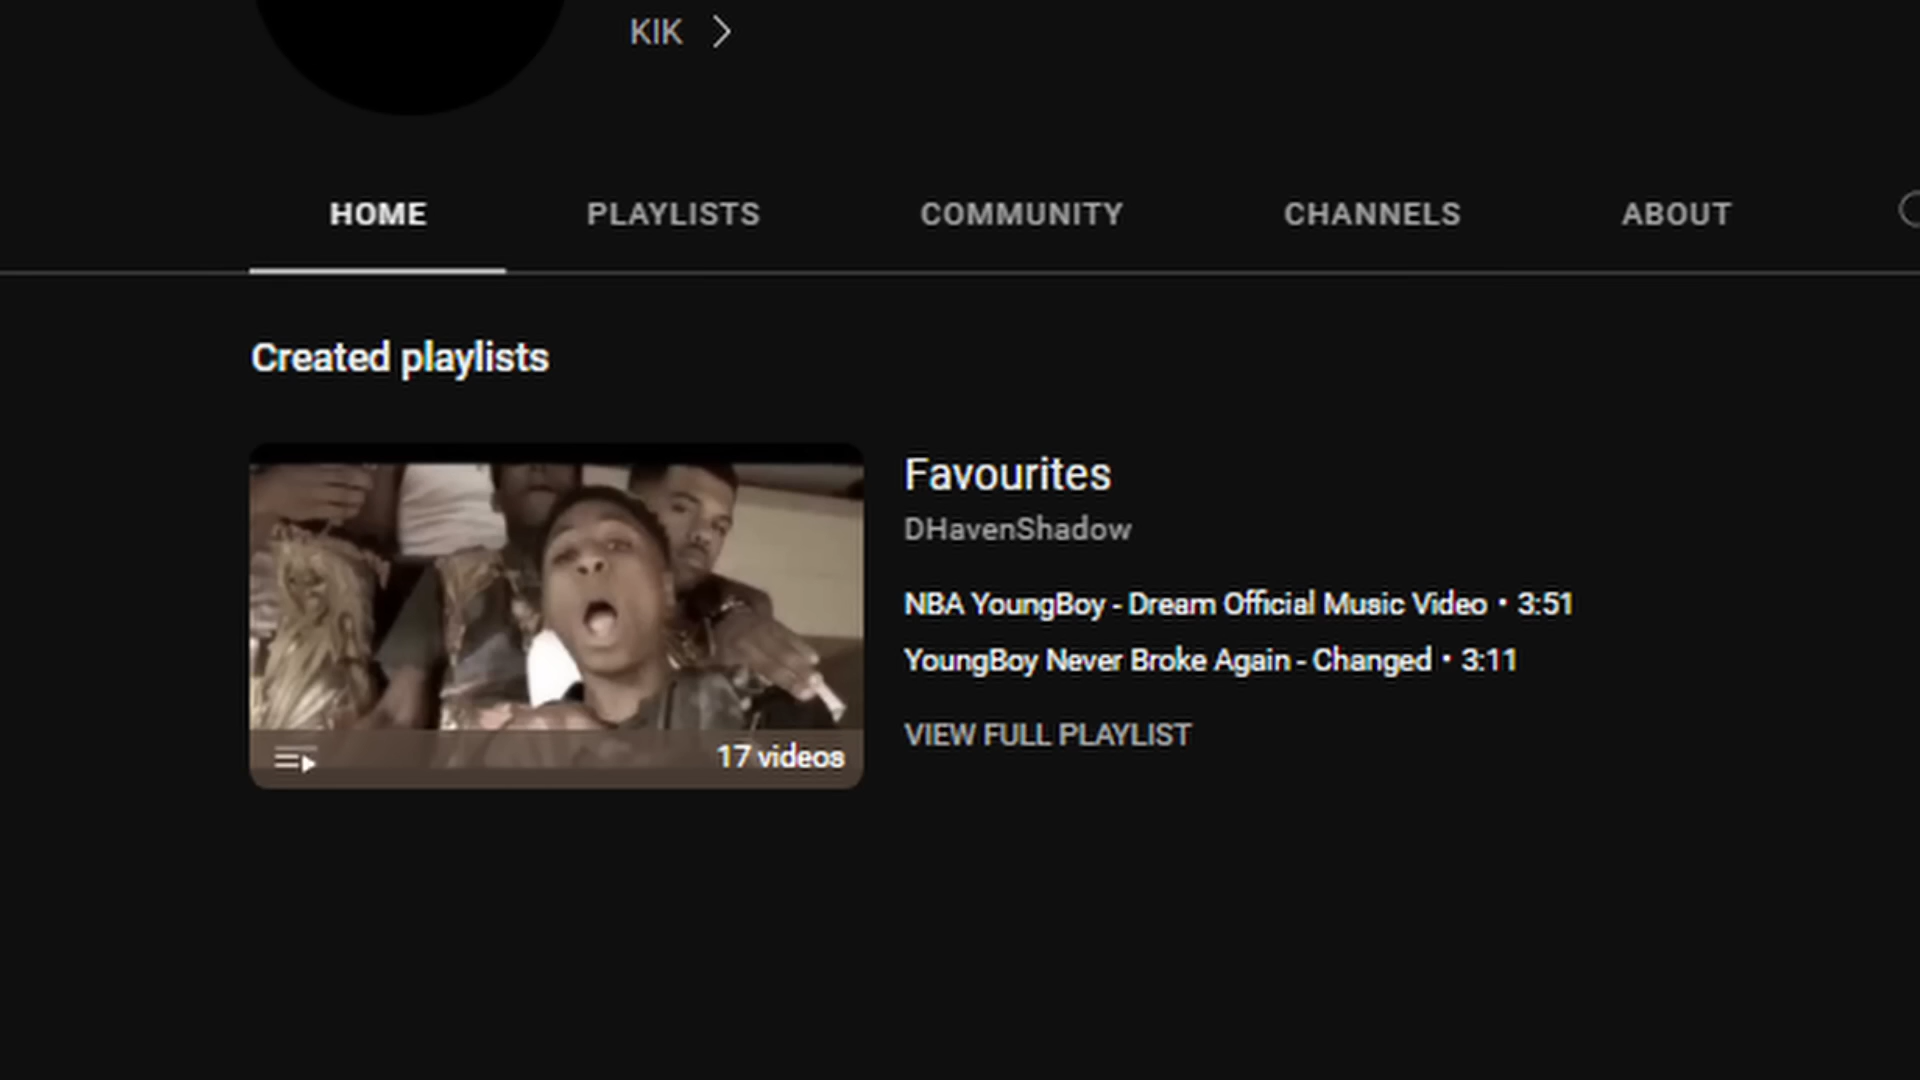 KIK
HOME PLAYLISTS COMMUNITY CHANNELS ABOUT
Created playlists
17 videos
Favourites
DHavenShadow
NBA YoungBoy - Dream Official Music Video • 3:51
YoungBoy Never Broke Again - Changed • 3:11
VIEW FULL PLAYLIST